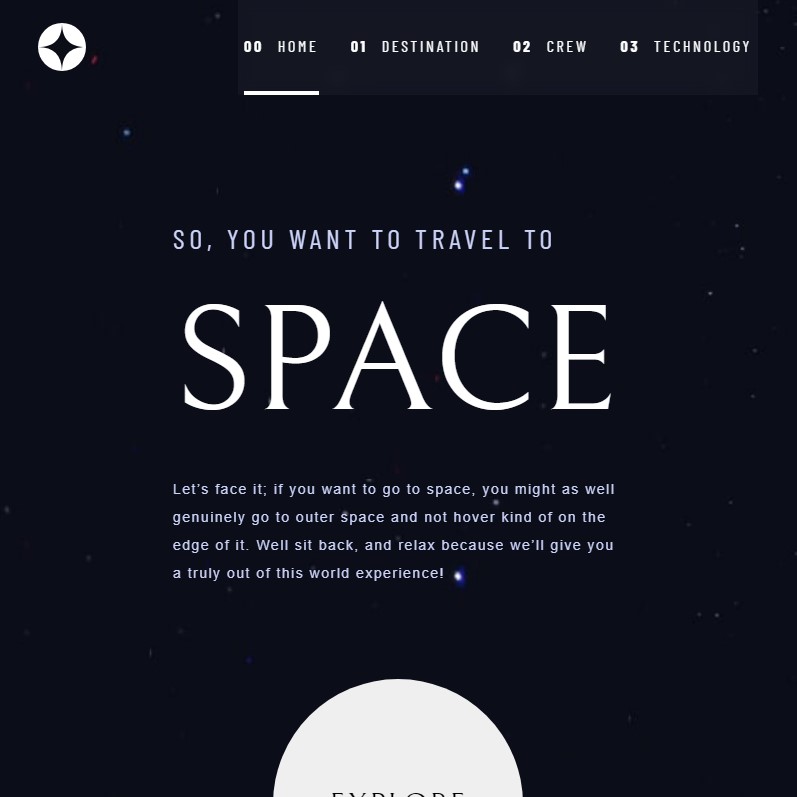 00 HOME 01 DESTINATION 02 CREW 03 TECHNOLOGY
SO, YOU WANT TO TRAVEL TO
SPACE
Let’s face it; if you want to go to space, you might as well
genuinely go to outer space and not hover kind of on the
edge of it. Well sit back, and relax because we’ll give you
a truly out of this world experience!
EXPLORE